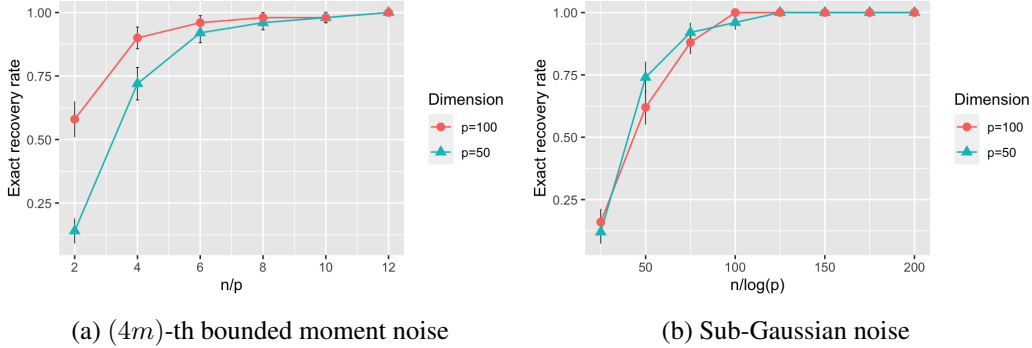 1.00
0.75
0.50
0.25
Exact recovery rate
2 4 6 8 10 12
n/p
Dimension
p=100
p=50
(a) (4m)-th bounded moment noise
1.00
0.75
0.50
0.25
Exact recovery rate
50 100 150 200
n/log(p)
Dimension
p=100
p=50
(b) Sub-Gaussian noise